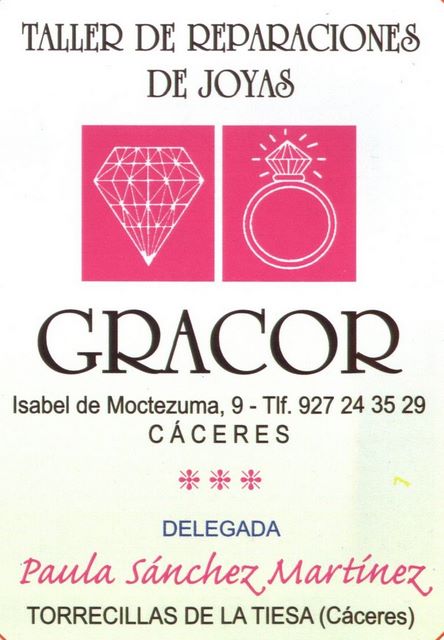 TALLER DE REPARACIONES
DE JOYAS
GRACOR
Isabel de Moctezuma, 9 - Tlf. 927 24 35 29
CÁCERES
DELEGADA
Paula Sánchez Martínez
TORRECILLAS DE LA TIESA (Cáceres)